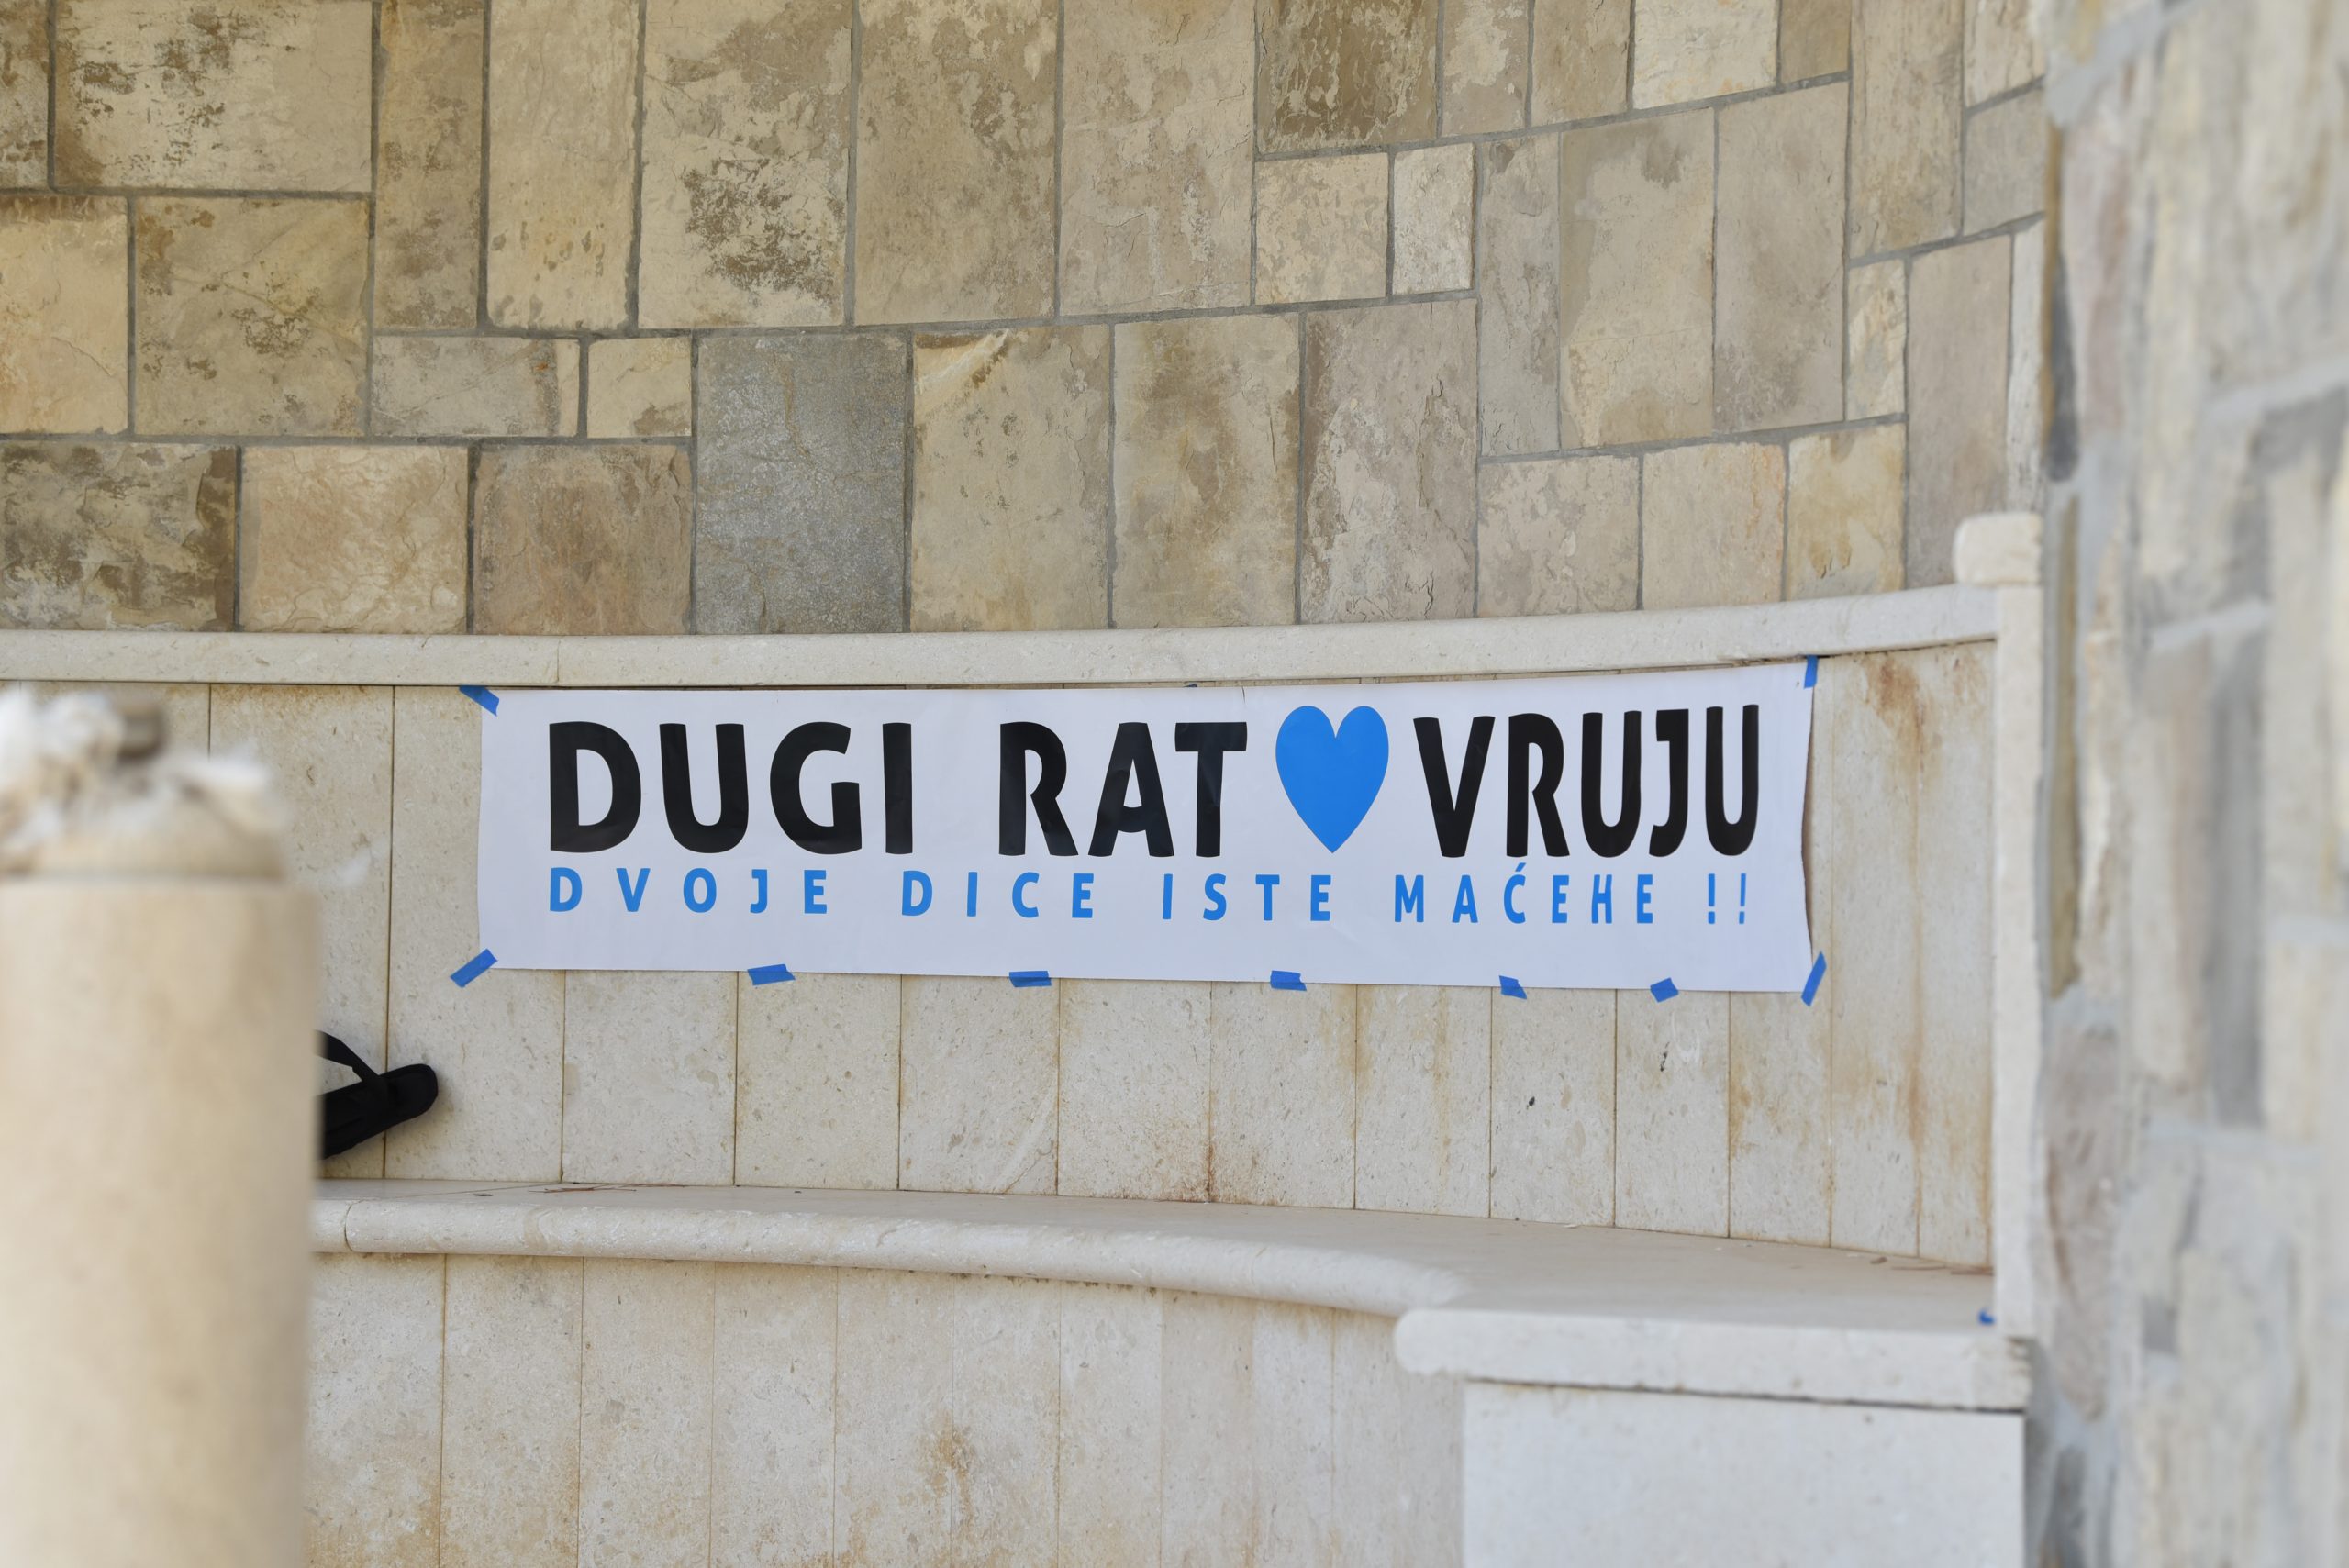 DUGI RAT 💙 VRUJU
DVOJE DICE ISTE MAĆEHE !!